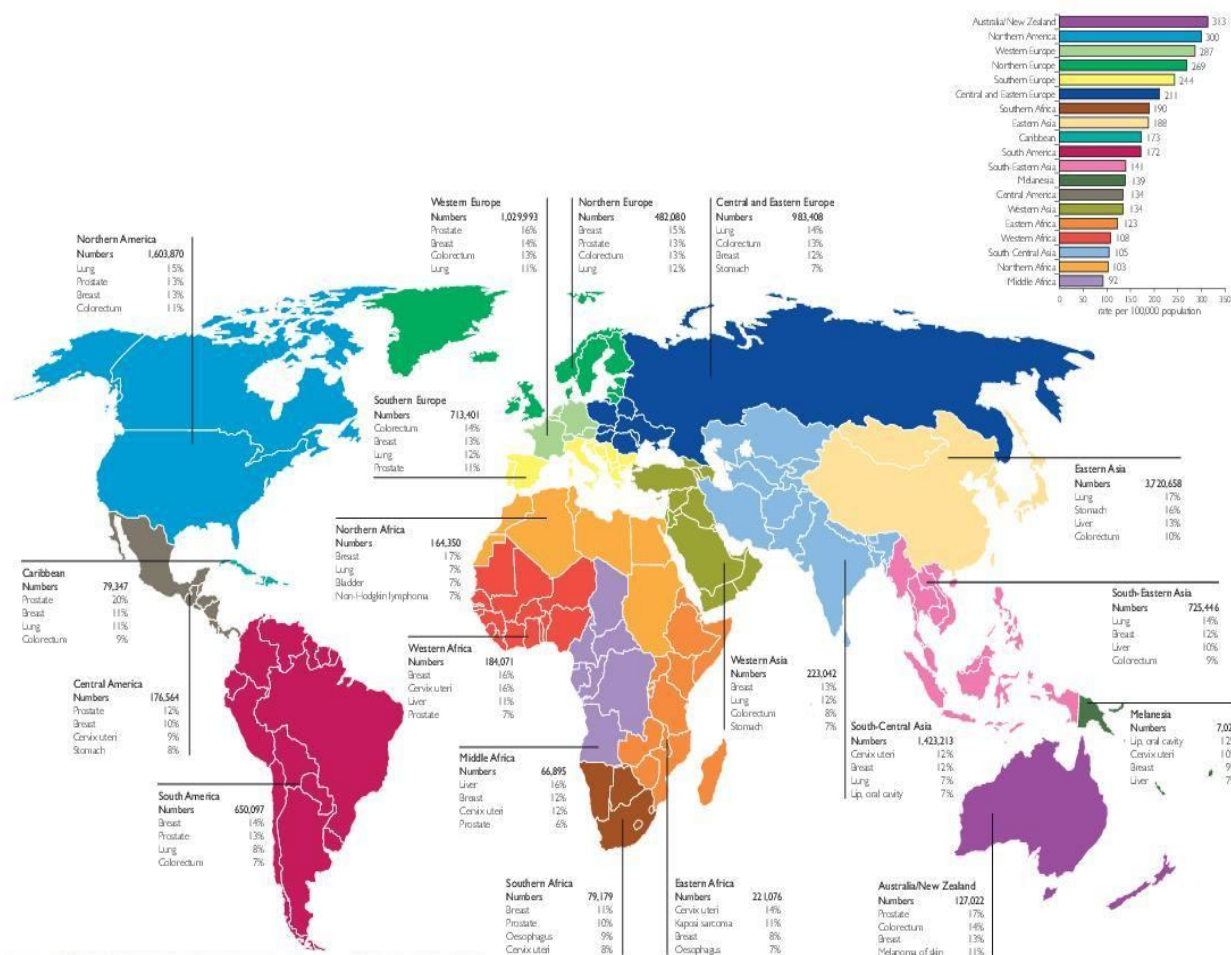 Australia/New Zealand 313
Northern America 300
Western Europe 287
Northern Europe 269
Southern Europe 244
Central and Eastern Europe 211
Southern Africa 190
Eastern Asia 188
Caribbean 173
South America 172
South-Eastern Asia 141
Melanesia 139
Central America 134
Western Asia 134
Eastern Africa 123
Western Africa 108
South Central Asia 105
Northern Africa 103
Middle Africa 92
0 50 100 150 200 250 300 350
rate per 100,000 population
Western Europe
Numbers 1,029,993
Prostate 16%
Breast 14%
Colorectum 13%
Lung 11%
Northern Europe
Numbers 482,080
Breast 15%
Prostate 13%
Colorectum 13%
Lung 12%
Central and Eastern Europe
Numbers 983,408
Lung 14%
Colorectum 13%
Breast 12%
Stomach 7%
Northern America
Numbers 1,603,870
Lung 15%
Prostate 13%
Breast 13%
Colorectum 11%
Southern Europe
Numbers 713,401
Colorectum 14%
Breast 13%
Lung 12%
Prostate 11%
Eastern Asia
Numbers 3,720,658
Lung 17%
Stomach 16%
Liver 13%
Colorectum 10%
Northern Africa
Numbers 164,350
Breast 17%
Lung 7%
Bladder 7%
Non-Hodgkin lymphoma 7%
Caribbean
Numbers 79,347
Prostate 20%
Breast 11%
Lung 11%
Colorectum 9%
South-Eastern Asia
Numbers 725,446
Lung 14%
Breast 12%
Liver 10%
Colorectum 9%
Western Africa
Numbers 184,071
Breast 16%
Cervix uteri 16%
Liver 11%
Prostate 7%
Western Asia
Numbers 223,042
Breast 13%
Lung 12%
Colorectum 8%
Stomach 7%
Central America
Numbers 176,564
Prostate 12%
Breast 10%
Cervix uteri 9%
Stomach 8%
South-Central Asia
Numbers 1,423,213
Cervix uteri 12%
Breast 12%
Lung 7%
Lip, oral cavity 7%
Melanesia
Numbers 7,02
Lip, oral cavity
Cervix uteri
Breast
Liver
Middle Africa
Numbers 66,895
Liver 16%
Breast 12%
Cervix uteri 12%
Prostate 6%
South America
Numbers 650,097
Breast 14%
Prostate 13%
Lung 8%
Colorectum 7%
Southern Africa
Numbers 79,179
Breast 11%
Prostate 10%
Oesophagus 9%
Cervix uteri 8%
Eastern Africa
Numbers 221,076
Cervix uteri 14%
Kaposi sarcoma 11%
Breast 8%
Oesophagus 7%
Australia/New Zealand
Numbers 127,022
Prostate 17%
Colorectum 14%
Breast 13%
Melanoma of skin 11%